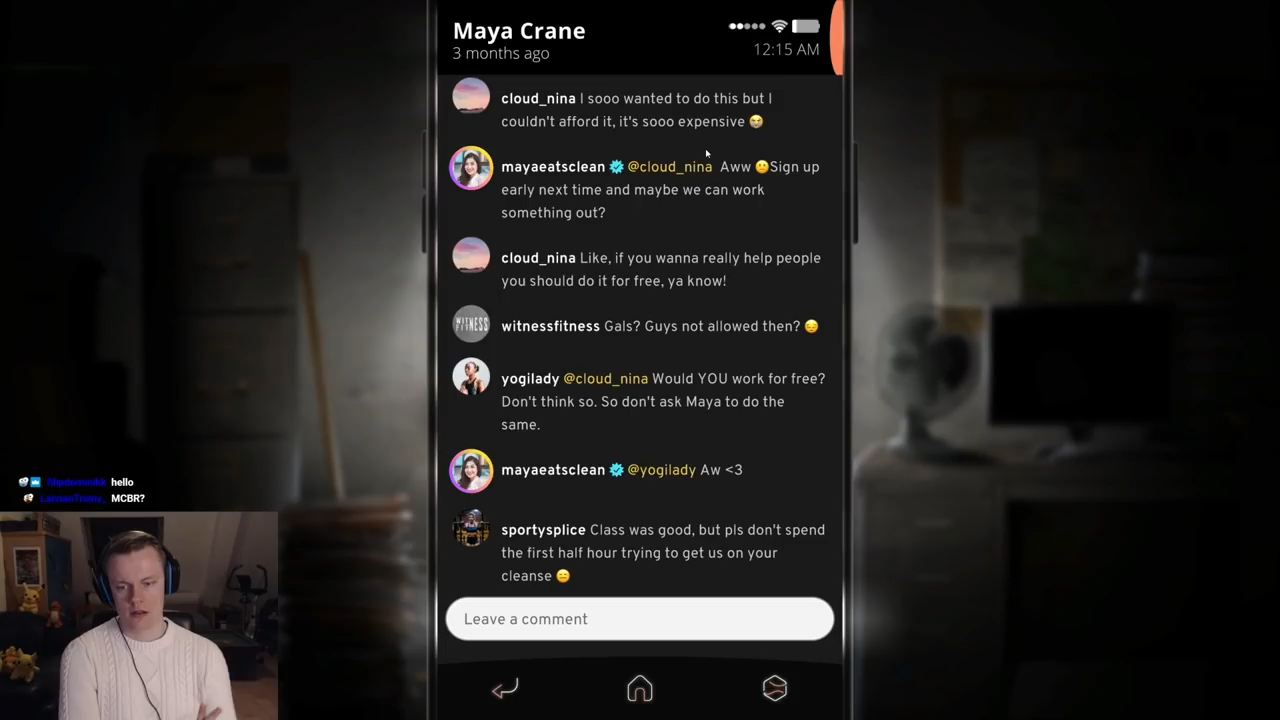 Maya Crane
3 months ago
12:15 AM
cloud_nina I sooo wanted to do this but I
couldn't afford it, it's sooo expensive 😭
mayaeatsclean @cloud_nina Aww 😕Sign up
early next time and maybe we can work
something out?
cloud_nina Like, if you wanna really help people
you should do it for free, ya know!
WITNESS
FITNESS
witnessfitness Gals? Guys not allowed then? 😔
yogilady @cloud_nina Would YOU work for free?
Don't think so. So don't ask Maya to do the
same.
mayaeatsclean @yogilady Aw <3
sportysplice Class was good, but pls don't spend
the first half hour trying to get us on your
cleanse 😑
Leave a comment
hello
MCBR?